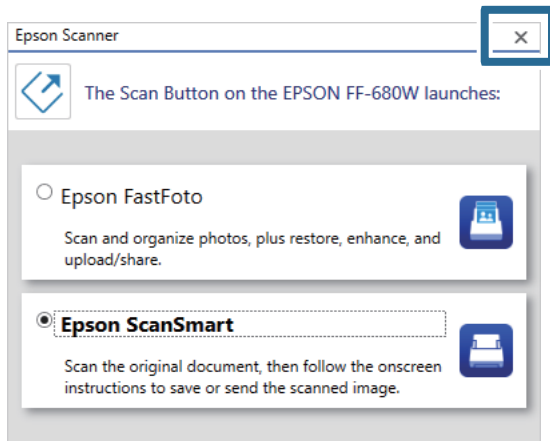 Epson Scanner
The Scan Button on the EPSON FF-680W launches:
Epson FastFoto
Scan and organize photos, plus restore, enhance, and
upload/share.
Epson ScanSmart
Scan the original document, then follow the onscreen
instructions to save or send the scanned image.